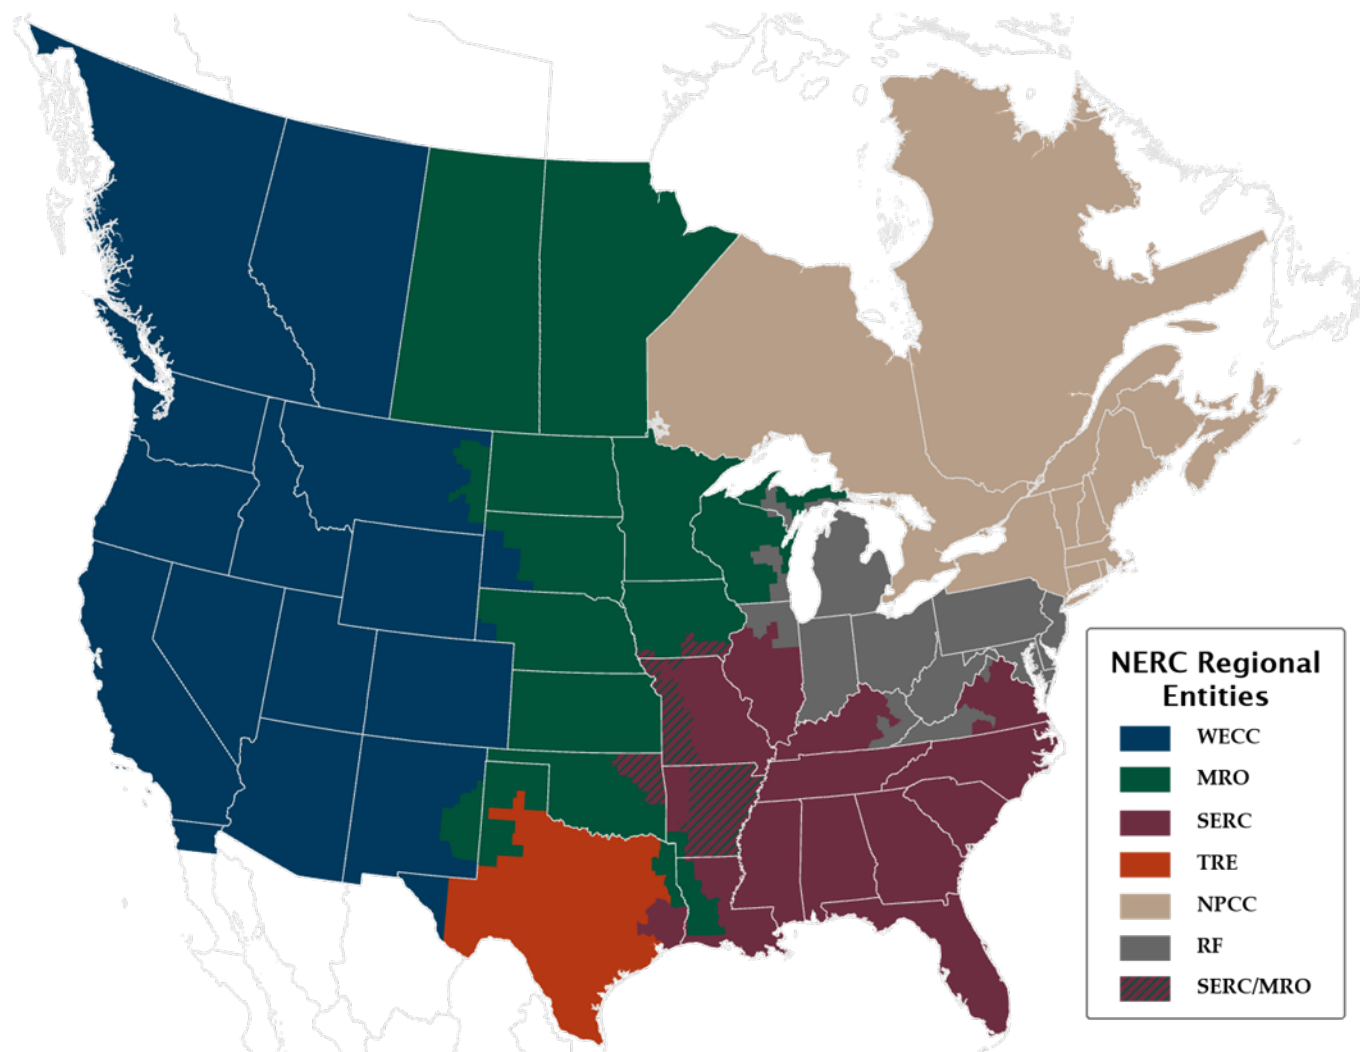 NERC Regional
Entities
WECC
MRO
SERC
TRE
NPCC
RF
SERC/MRO